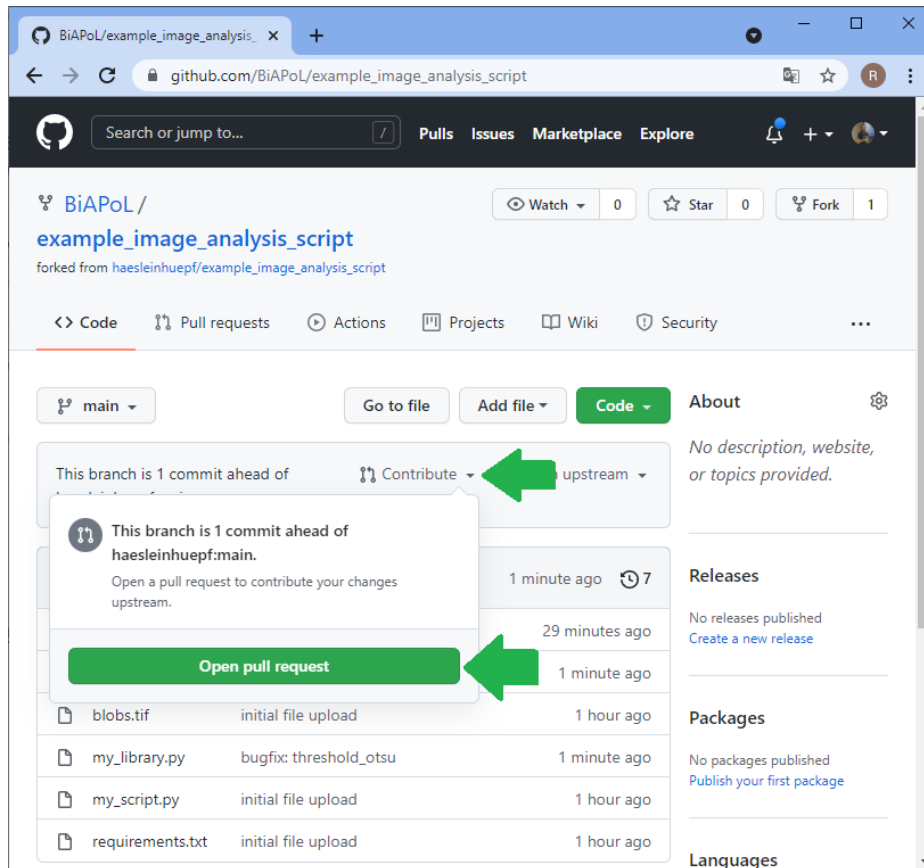 BiAPoL/example_image_analysis_
github.com/BiAPoL/example_image_analysis_script
R
Search or jump to... /
Pulls Issues Marketplace Explore
BiAPoL /
example_image_analysis_script
Watch 0 Star 0 Fork 1
forked from haesleinhuepf/example_image_analysis_script
Code Pull requests Actions Projects Wiki Security ...
main Go to file Add file Code
This branch is 1 commit ahead of
Contribute upstream
This branch is 1 commit ahead of
haesleinhuepf:main.
Open a pull request to contribute your changes
upstream.
Open pull request
1 minute ago 7
29 minutes ago
1 minute ago
blobs.tif initial file upload 1 hour ago
my_library.py bugfix: threshold_otsu 1 minute ago
my_script.py initial file upload 1 hour ago
requirements.txt initial file upload 1 hour ago
About
No description, website,
or topics provided.
Releases
No releases published
Create a new release
Packages
No packages published
Publish your first package
Languages